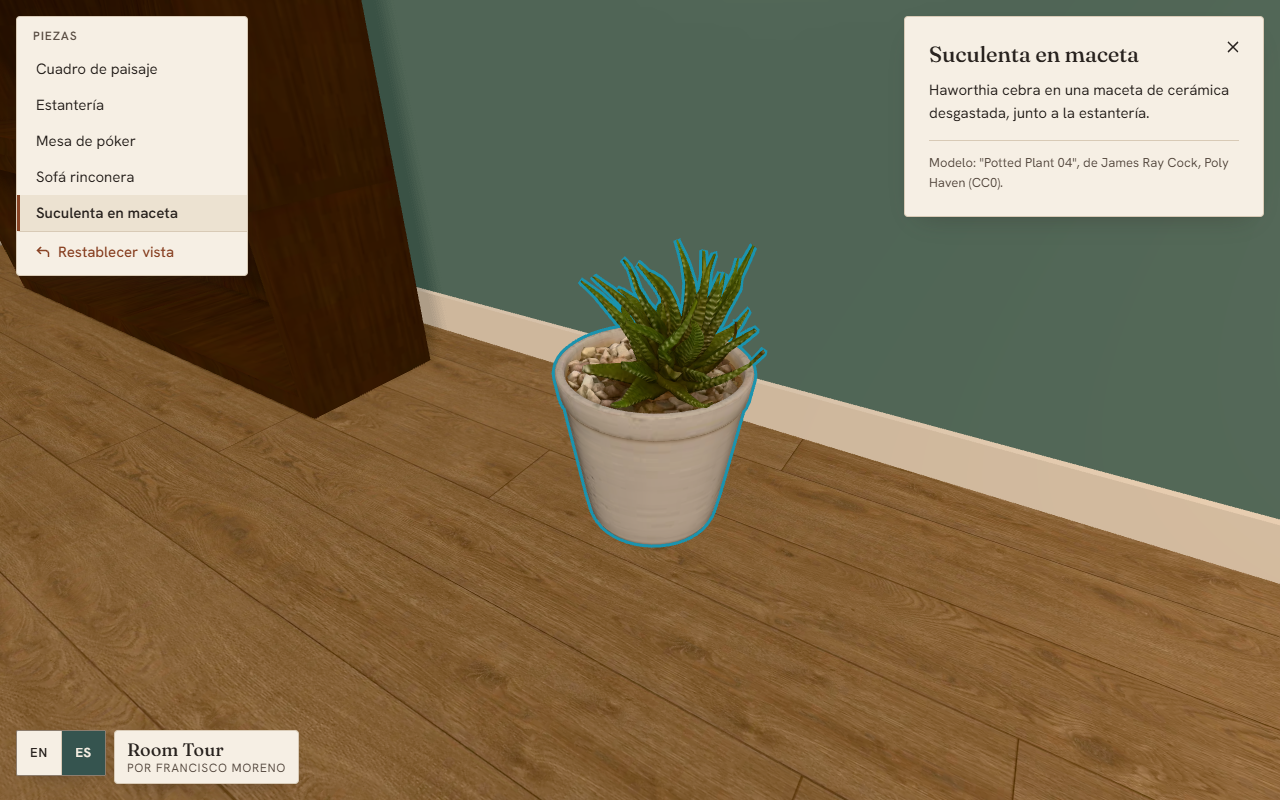 PIEZAS
Cuadro de paisaje
Estantería
Mesa de póker
Sofá rinconera
Suculenta en maceta
Restablecer vista
Suculenta en maceta
Haworthia cebra en una maceta de cerámica
desgastada, junto a la estantería.
Modelo: "Potted Plant 04", de James Ray Cock, Poly
Haven (CC0).
EN
ES
Room Tour
POR FRANCISCO MORENO